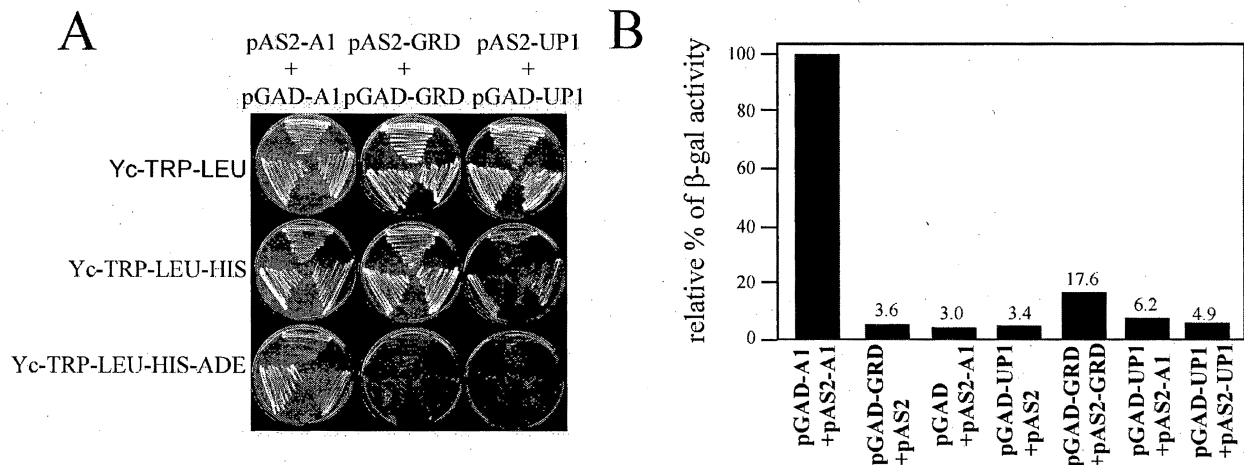 A
pAS2-A1 pAS2-GRD pAS2-UP1
+ + +
pGAD-A1 pGAD-GRD pGAD-UP1
Yc-TRP-LEU
Yc-TRP-LEU-HIS
Yc-TRP-LEU-HIS-ADE
B
relative % of β-gal activity
100
80
60
40
20
0
3.6
3.0
3.4
17.6
6.2
4.9
pGAD-A1
+pAS2-A1
pGAD-GRD
+pAS2
pGAD
+pAS2-A1
pGAD-UP1
+pAS2
pGAD-GRD
+pAS2-GRD
pGAD-UP1
+pAS2-A1
pGAD-UP1
+pAS2-UP1